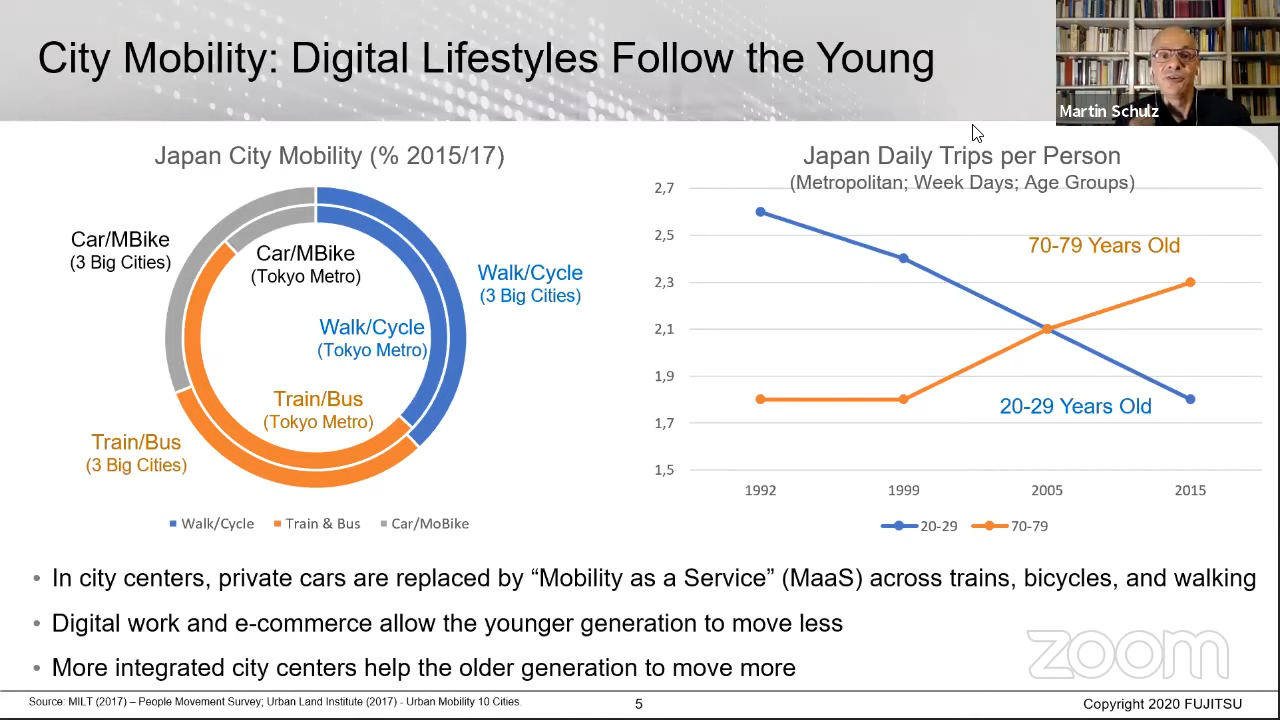 City Mobility: Digital Lifestyles Follow the Young
Martin Schulz
Japan City Mobility (% 2015/17)
Car/MBike
(3 Big Cities)
Car/MBike
(Tokyo Metro)
Walk/Cycle
(3 Big Cities)
Walk/Cycle
(Tokyo Metro)
Train/Bus
(Tokyo Metro)
Train/Bus
(3 Big Cities)
Walk/Cycle
Train & Bus
Car/MoBike
Japan Daily Trips per Person
(Metropolitan; Week Days; Age Groups)
2,7
2,5
2,3
2,1
1,9
1,7
1,5
70-79 Years Old
20-29 Years Old
1992
1999
2005
2015
20-29
70-79
• In city centers, private cars are replaced by “Mobility as a Service” (MaaS) across trains, bicycles, and walking
• Digital work and e-commerce allow the younger generation to move less
• More integrated city centers help the older generation to move more
zoom
Source: MILT (2017) – People Movement Survey; Urban Land Institute (2017) - Urban Mobility 10 Cities.
5
Copyright 2020 FUJITSU